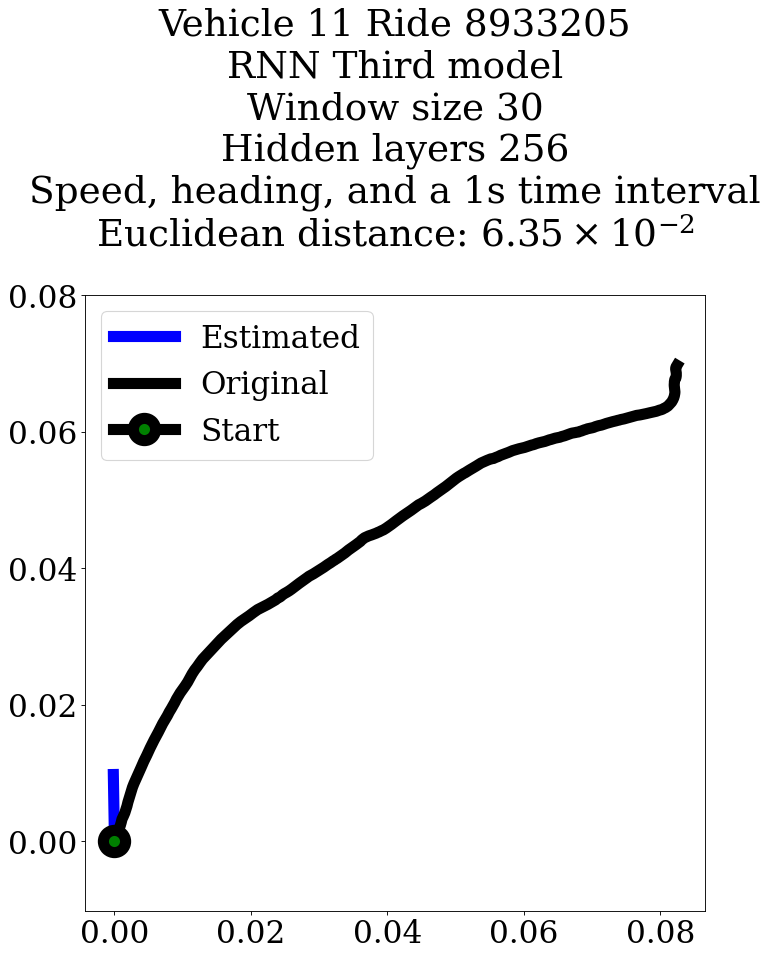 Vehicle 11 Ride 8933205
RNN Third model
Window size 30
Hidden layers 256
Speed, heading, and a 1s time interval
Euclidean distance: 6.35 × 10⁻²
0.08
Estimated
Original
Start
0.06
0.04
0.02
0.00
0.00 0.02 0.04 0.06 0.08